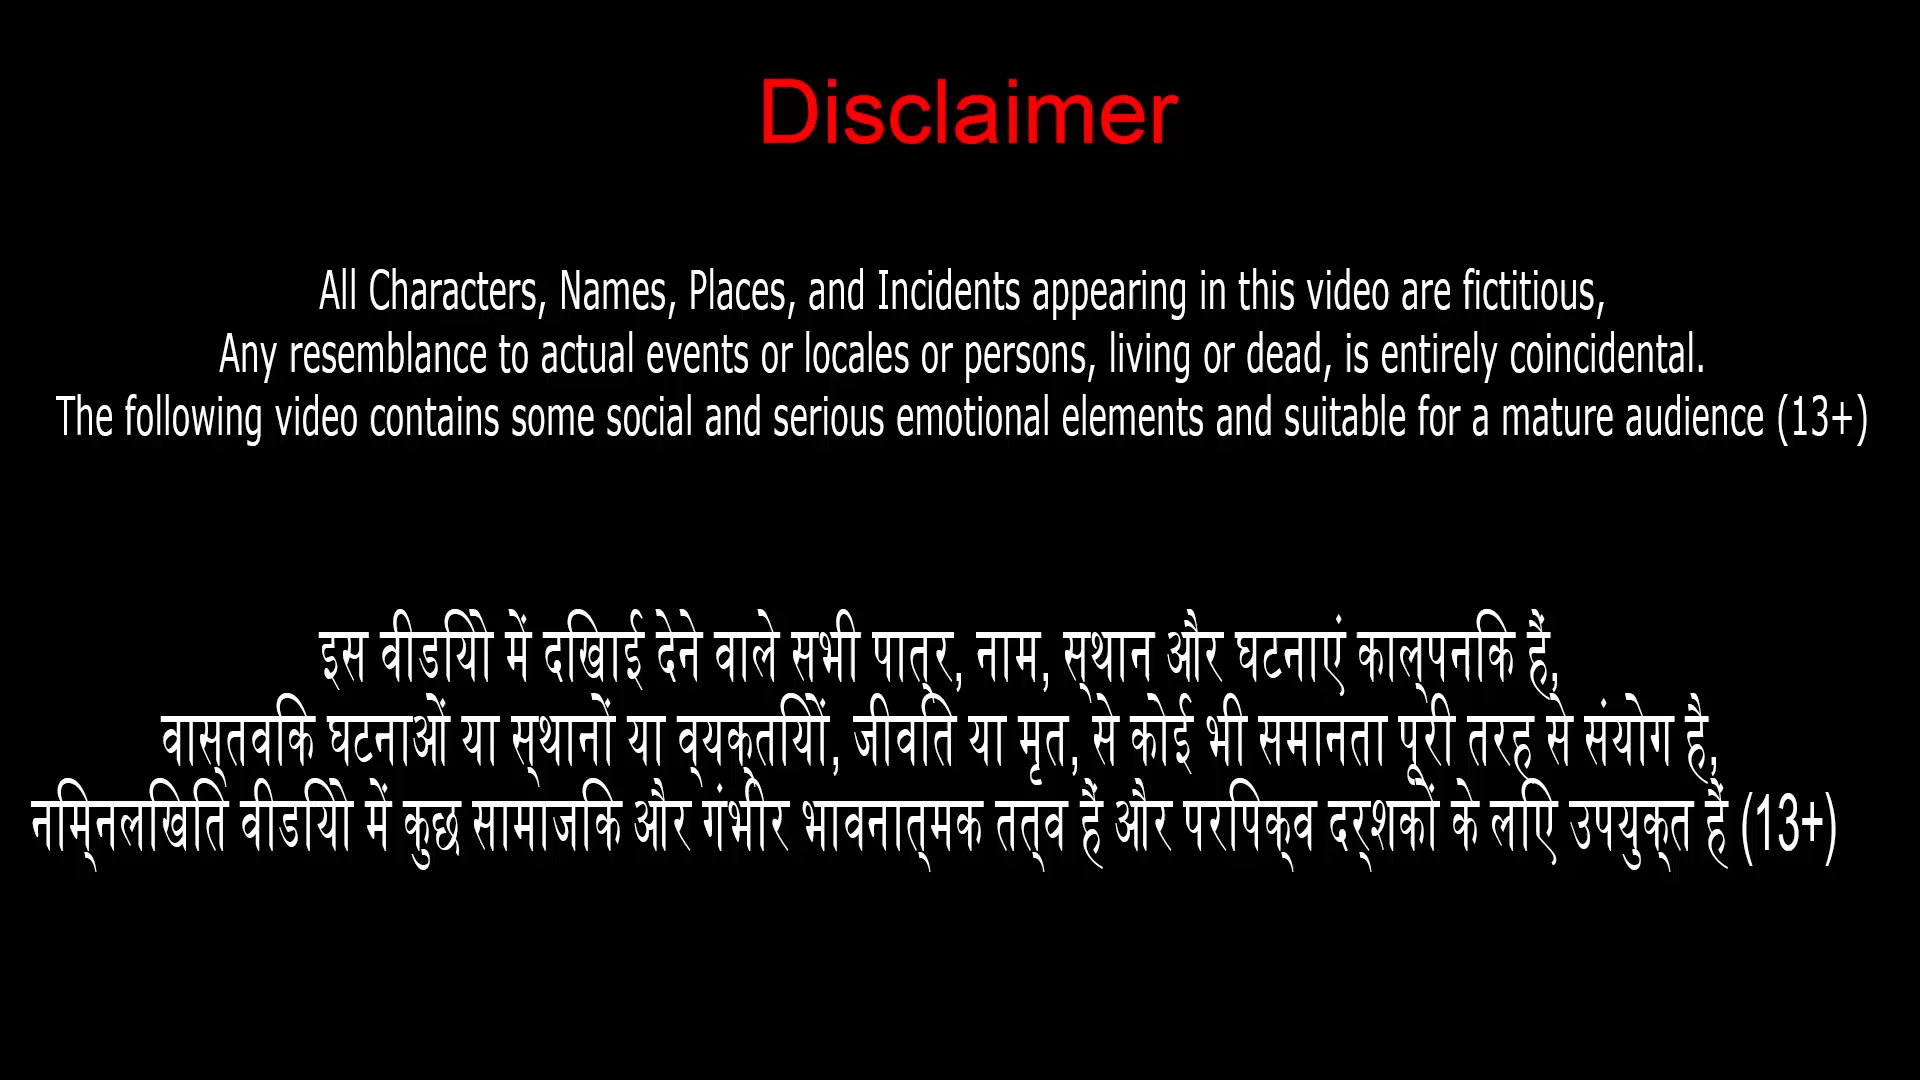 Disclaimer
All Characters, Names, Places, and Incidents appearing in this video are fictitious,
Any resemblance to actual events or locales or persons, living or dead, is entirely coincidental.
The following video contains some social and serious emotional elements and suitable for a mature audience (13+)
इस वीडियो में दिखाई देने वाले सभी पात्र, नाम, स्थान और घटनाएं काल्पनिक हैं,
वास्तविक घटनाओं या स्थानों या व्यक्तियों, जीवित या मृत, से कोई भी समानता पूरी तरह से संयोग है,
निम्नलिखित वीडियो में कुछ सामाजिक और गंभीर भावनात्मक तत्व हैं और परिपक्व दर्शकों के लिए उपयुक्त हैं (13+)